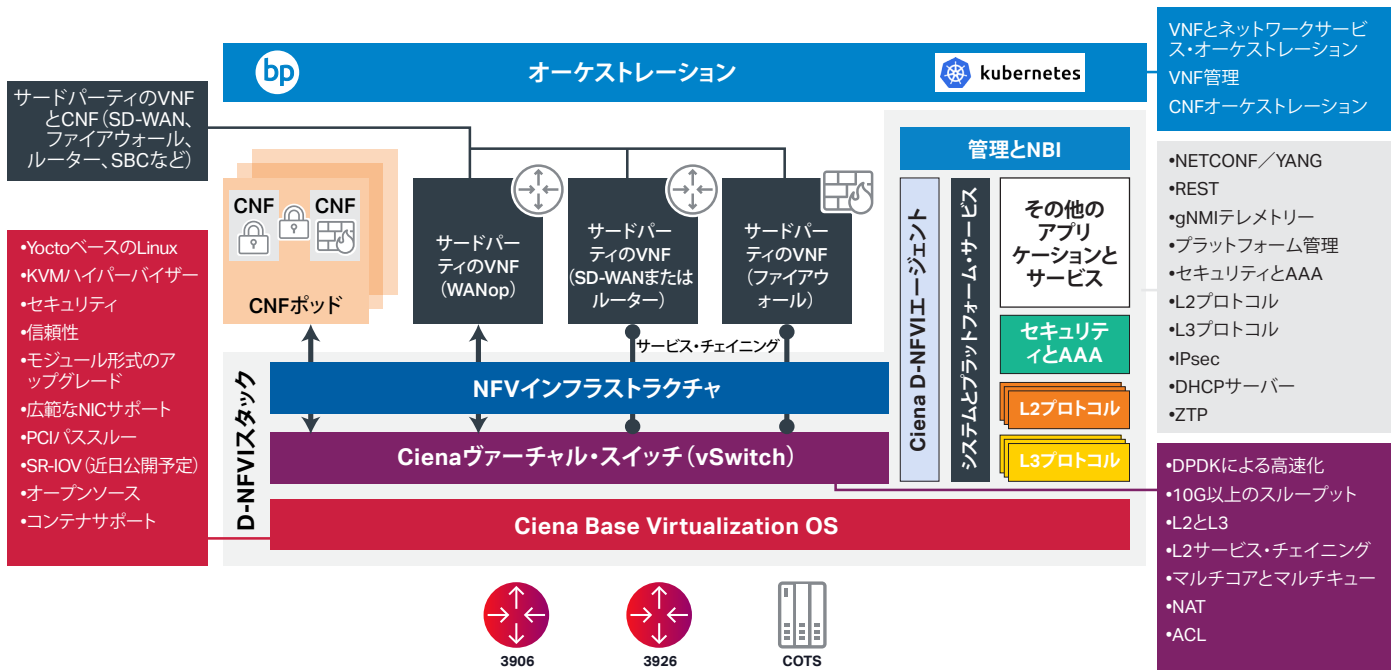 bp
オーケストレーション
kubernetes
VNFとネットワークサービ
ス・オーケストレーション
VNF管理
CNFオーケストレーション
サードパーティのVNF
とCNF(SD-WAN、
ファイアウォール、
ルーター、SBCなど)
CNF
CNF
CNFポッド
サードパー
ティのVNF
(WANop)
サードパー
ティのVNF
(SD-WANまたは
ルーター)
サードパー
ティのVNF
(ファイアウ
ォール)
サービス・チェイニング
管理とNBI
Ciena D-NFVIエージェント
システムとプラットフォーム・サービス
その他の
アプリ
ケーションと
サービス
セキュリテ
ィとAAA
L2プロトコル
L3プロトコル
•NETCONF／YANG
•REST
•gNMIテレメトリー
•プラットフォーム管理
•セキュリティとAAA
•L2プロトコル
•L3プロトコル
•IPsec
•DHCPサーバー
•ZTP
•YoctoベースのLinux
•KVMハイパーバイザー
•セキュリティ
•信頼性
•モジュール形式のア
ップグレード
•広範なNICサポート
•PCIパススルー
•SR-IOV(近日公開予定)
•オープンソース
•コンテナサポート
D-NFVIスタック
NFVインフラストラクチャ
Cienaヴァーチャル・スイッチ(vSwitch)
Ciena Base Virtualization OS
•DPDKによる高速化
•10G以上のスループット
•L2とL3
•L2サービス・チェイニング
•マルチコアとマルチキュー
•NAT
•ACL
3906
3926
COTS